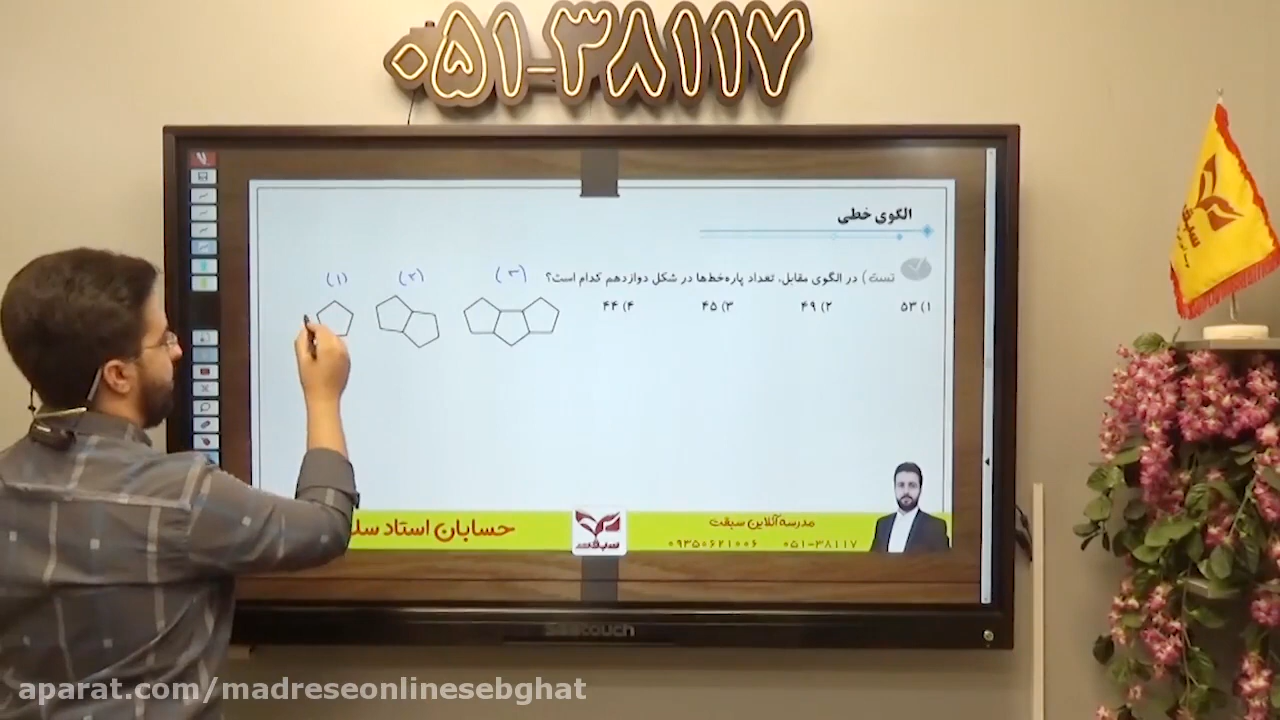 ۰۵۱-۳۸۱۱۷
الگوی خطی
تست) در الگوی مقابل، تعداد پاره‌خط‌ها در شکل دوازدهم کدام است؟
(۱) (۲) (۳)
۱) ۵۳ ۲) ۴۹ ۳) ۴۵ ۴) ۴۴
مدرسه آنلاین سبقت
۰۵۱-۳۸۱۱۷ ۰۹۳۵۰۶۲۱۰۰۶
سبقت
حسابان استاد
سبقت
aparat.com/madreseonlinesebghat